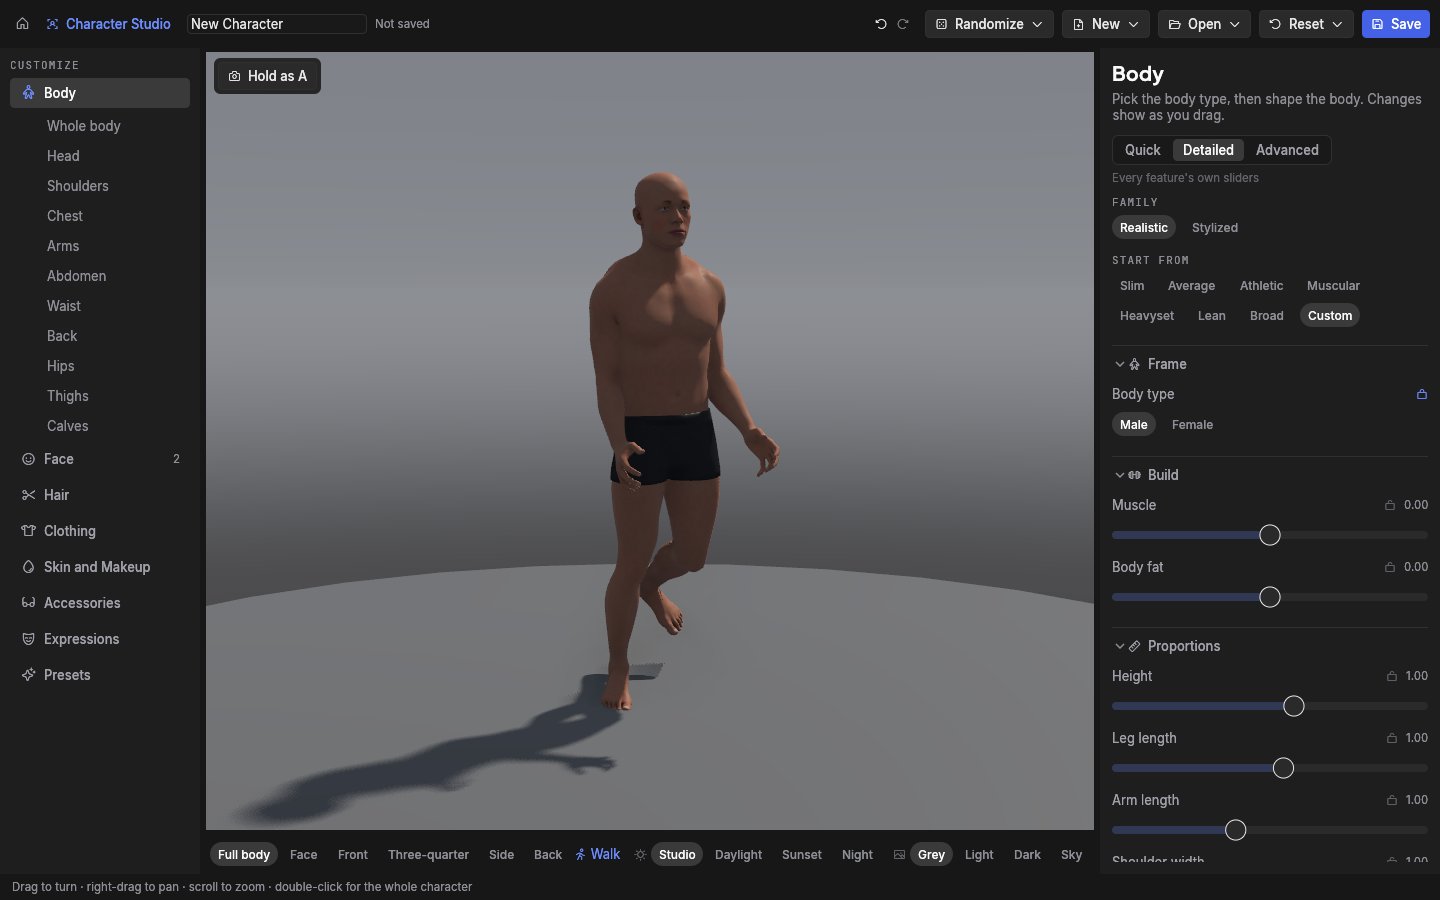 Character Studio
New Character
Not saved
Randomize
New
Open
Reset
Save
CUSTOMIZE
Body
Whole body
Head
Shoulders
Chest
Arms
Abdomen
Waist
Back
Hips
Thighs
Calves
Face 2
Hair
Clothing
Skin and Makeup
Accessories
Expressions
Presets
Hold as A
Full body Face Front Three-quarter Side Back Walk Studio Daylight Sunset Night Grey Light Dark Sky
Body
Pick the body type, then shape the body. Changes
show as you drag.
Quick Detailed Advanced
Every feature's own sliders
FAMILY
Realistic Stylized
START FROM
Slim Average Athletic Muscular
Heavyset Lean Broad Custom
Frame
Body type
Male Female
Build
Muscle 0.00
Body fat 0.00
Proportions
Height 1.00
Leg length 1.00
Arm length 1.00
Shoulder width 1.00
Drag to turn · right-drag to pan · scroll to zoom · double-click for the whole character